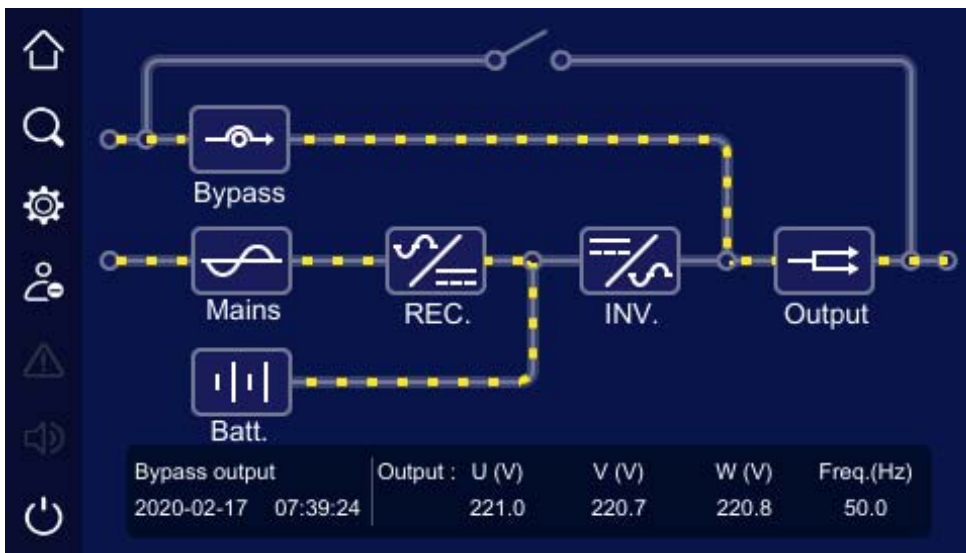 Bypass
Mains
REC.
INV.
Output
Batt.
Bypass output
2020-02-17 07:39:24
Output : U (V) V (V) W (V) Freq.(Hz)
221.0 220.7 220.8 50.0